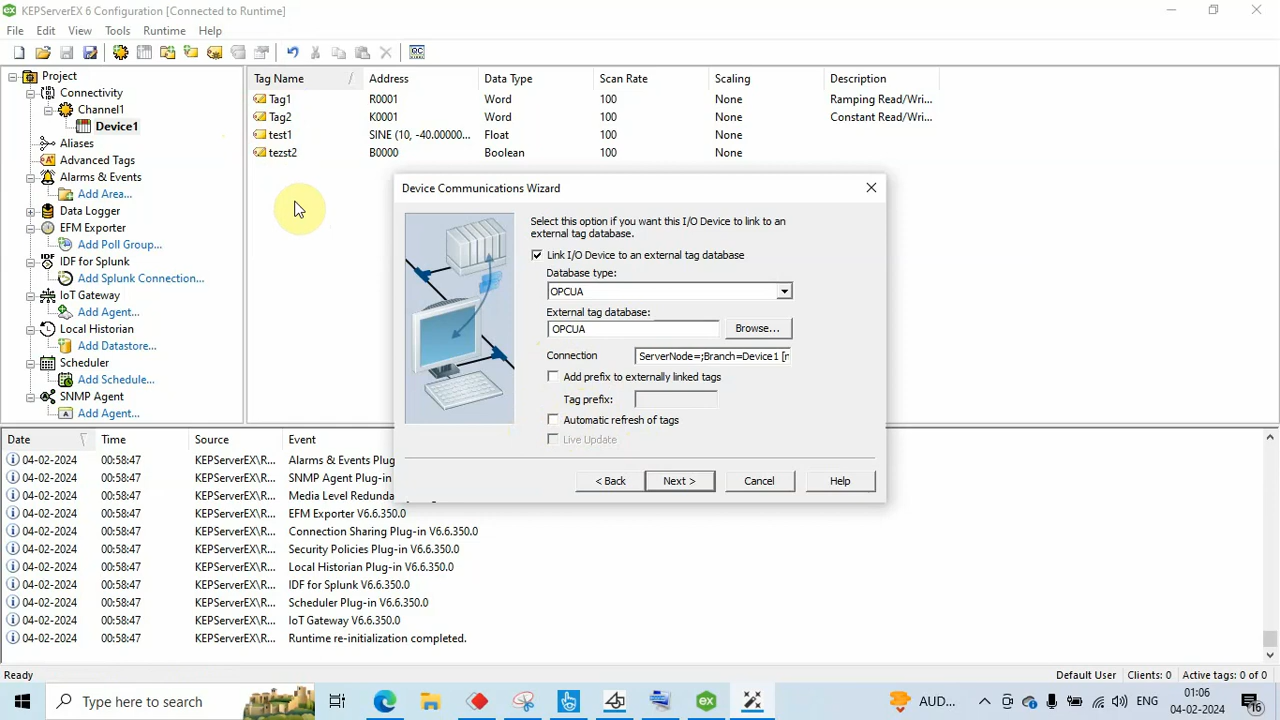 KEPServerEX 6 Configuration [Connected to Runtime]
File Edit View Tools Runtime Help
Project
Connectivity
Channel1
Device1
Aliases
Advanced Tags
Alarms & Events
Add Area...
Data Logger
EFM Exporter
Add Poll Group...
IDF for Splunk
Add Splunk Connection...
IoT Gateway
Add Agent...
Local Historian
Add Datastore...
Scheduler
Add Schedule...
SNMP Agent
Add Agent...
Tag Name Address Data Type Scan Rate Scaling Description
Tag1 R0001 Word 100 None Ramping Read/Wri...
Tag2 K0001 Word 100 None Constant Read/Wri...
test1 SINE (10, -40.00000... Float 100 None
tezst2 B0000 Boolean 100 None
Device Communications Wizard
Select this option if you want this I/O Device to link to an
external tag database.
Link I/O Device to an external tag database
Database type:
OPCUA
External tag database:
OPCUA Browse...
Connection ServerNode=;Branch=Device1 [r
Add prefix to externally linked tags
Tag prefix:
Automatic refresh of tags
Live Update
< Back Next > Cancel Help
Date Time Source Event
04-02-2024 00:58:47 KEPServerEX\R... Alarms & Events Plug
04-02-2024 00:58:47 KEPServerEX\R... SNMP Agent Plug-in
04-02-2024 00:58:47 KEPServerEX\R... Media Level Redunda
04-02-2024 00:58:47 KEPServerEX\R... EFM Exporter V6.6.350.0
04-02-2024 00:58:47 KEPServerEX\R... Connection Sharing Plug-in V6.6.350.0
04-02-2024 00:58:47 KEPServerEX\R... Security Policies Plug-in V6.6.350.0
04-02-2024 00:58:47 KEPServerEX\R... Local Historian Plug-in V6.6.350.0
04-02-2024 00:58:47 KEPServerEX\R... IDF for Splunk V6.6.350.0
04-02-2024 00:58:47 KEPServerEX\R... Scheduler Plug-in V6.6.350.0
04-02-2024 00:58:47 KEPServerEX\R... IoT Gateway V6.6.350.0
04-02-2024 00:58:47 KEPServerEX\R... Runtime re-initialization completed.
Ready Default User Clients: 0 Active tags: 0 of 0
Type here to search AUD... ENG 01:06
04-02-2024 16